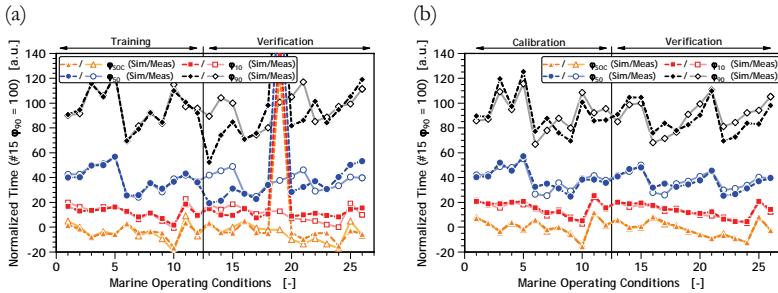 (a)
Normalized Time (#15 φ90 = 100) [a.u.]
140
120
100
80
60
40
20
0
-20
Training
Verification
/ φSOC (Sim/Meas)
/ φ10 (Sim/Meas)
/ φ50 (Sim/Meas)
/ φ90 (Sim/Meas)
0
5
10
15
20
25
Marine Operating Conditions [-]
(b)
Normalized Time (#15 φ90 = 100) [a.u.]
140
120
100
80
60
40
20
0
-20
Calibration
Verification
/ φSOC (Sim/Meas)
/ φ10 (Sim/Meas)
/ φ50 (Sim/Meas)
/ φ90 (Sim/Meas)
0
5
10
15
20
25
Marine Operating Conditions [-]